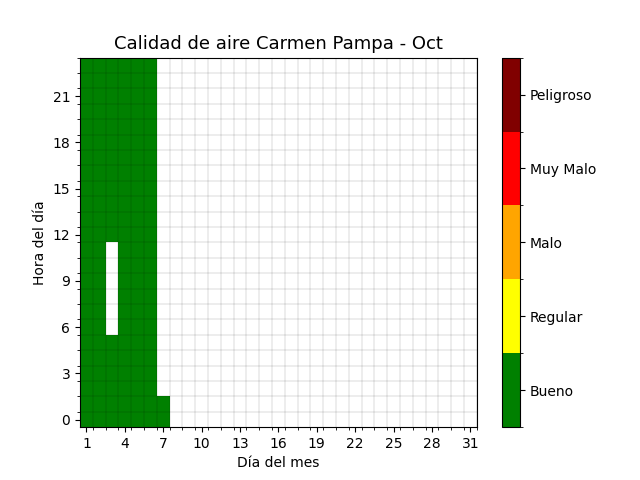 Calidad de aire Carmen Pampa - Oct
21
18
15
12
9
6
3
0
Hora del día
1 4 7 10 13 16 19 22 25 28 31
Día del mes
Peligroso
Muy Malo
Malo
Regular
Bueno